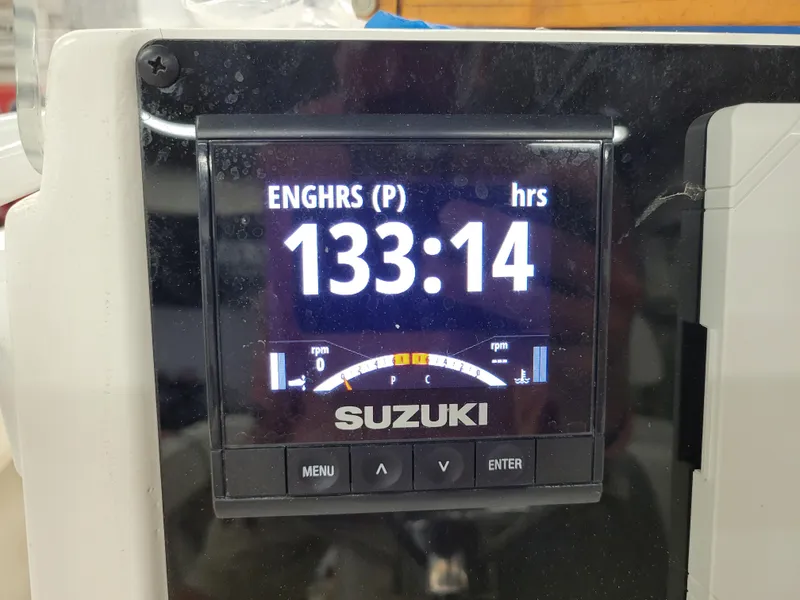 ENGHRS (P) hrs
133:14
rpm rpm
0 ---
P C
SUZUKI
MENU ∧ ∨ ENTER